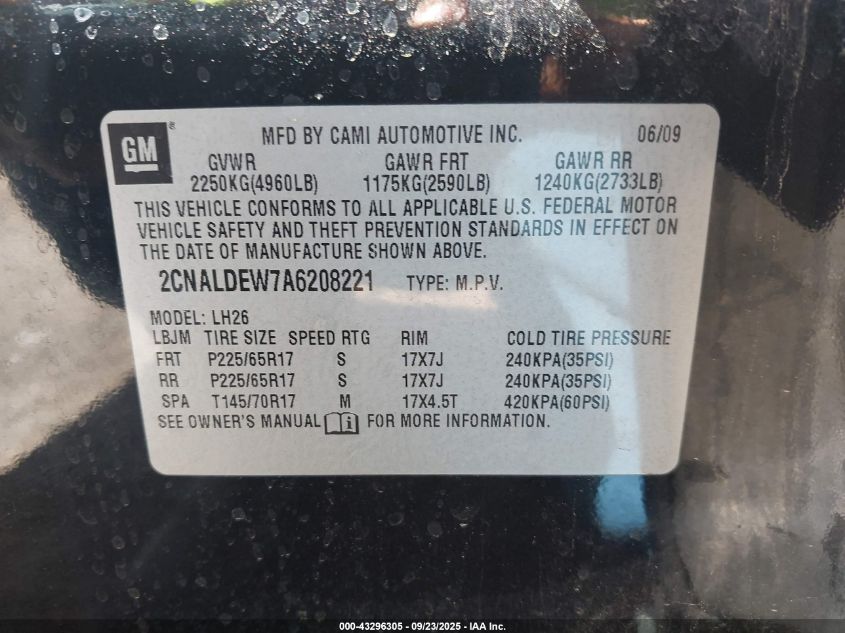 GM ® MFD BY CAMI AUTOMOTIVE INC. 06/09
GVWR GAWR FRT GAWR RR
2250KG(4960LB) 1175KG(2590LB) 1240KG(2733LB)
THIS VEHICLE CONFORMS TO ALL APPLICABLE U.S. FEDERAL MOTOR
VEHICLE SAFETY AND THEFT PREVENTION STANDARDS IN EFFECT ON
THE DATE OF MANUFACTURE SHOWN ABOVE.
2CNALDEW7A6208221 TYPE: M.P.V.
MODEL: LH26
LBJM TIRE SIZE SPEED RTG RIM COLD TIRE PRESSURE
FRT P225/65R17 S 17X7J 240KPA(35PSI)
RR P225/65R17 S 17X7J 240KPA(35PSI)
SPA T145/70R17 M 17X4.5T 420KPA(60PSI)
SEE OWNER'S MANUAL FOR MORE INFORMATION.
000-43296305 - 09/23/2025 - IAA Inc.